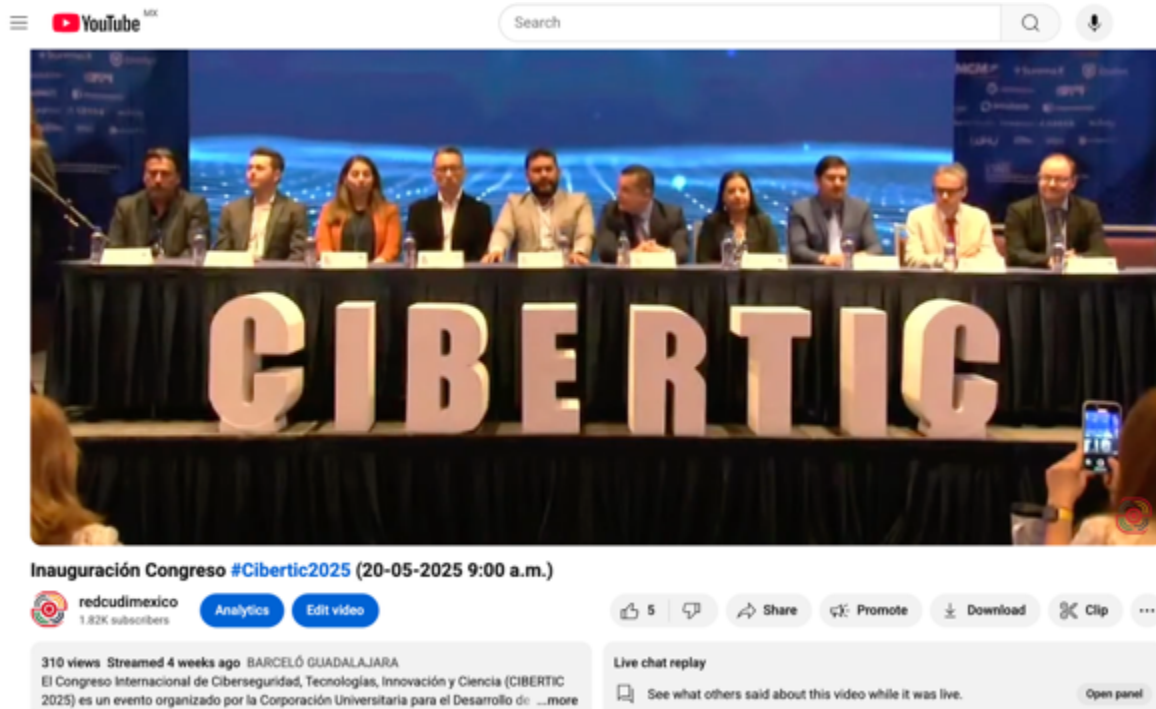 YouTube MX
Search
CIBERTIC
Inauguración Congreso #Cibertic2025 (20-05-2025 9:00 a.m.)
redcudimexico
1.82K subscribers
Analytics
Edit video
5
Share
Promote
Download
Clip
310 views Streamed 4 weeks ago BARCELÓ GUADALAJARA
El Congreso Internacional de Ciberseguridad, Tecnologías, Innovación y Ciencia (CIBERTIC
2025) es un evento organizado por la Corporación Universitaria para el Desarrollo de ...more
Live chat replay
See what others said about this video while it was live.
Open panel